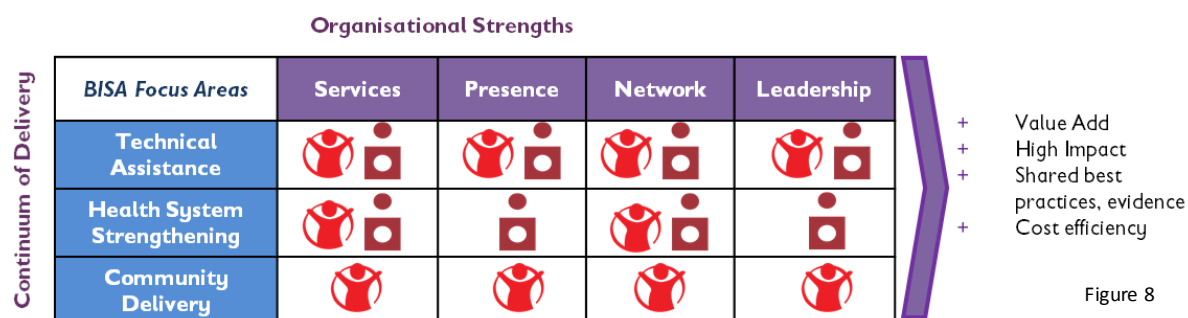 Organisational Strengths
Continuum of Delivery
BISA Focus Areas
Services
Presence
Network
Leadership
Technical
Assistance
Health System
Strengthening
Community
Delivery
+ Value Add
+ High Impact
+ Shared best
practices, evidence
+ Cost efficiency
Figure 8